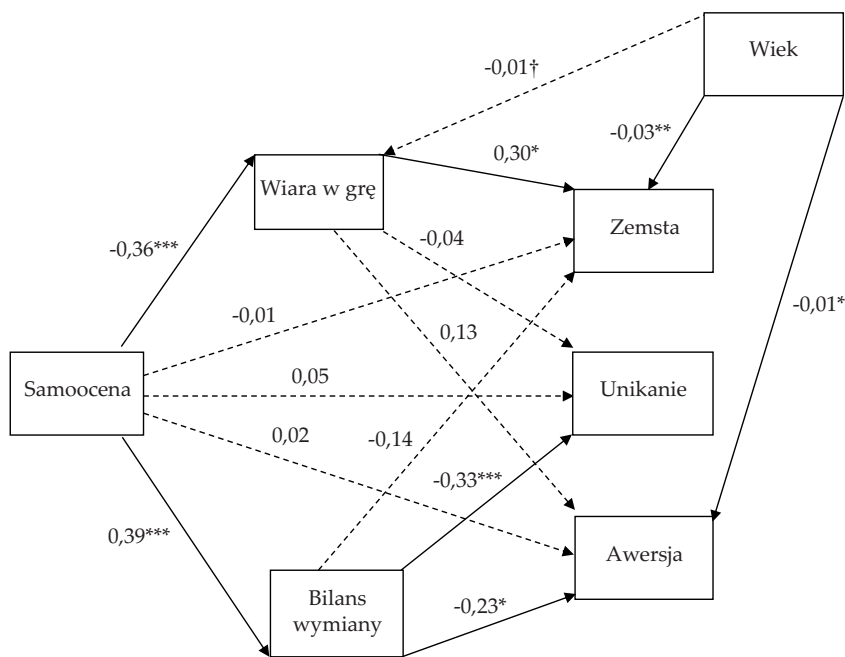 Wiek
-0,01†
-0,03**
0,30*
Wiara w grę
Zemsta
-0,04
-0,36***
-0,01
0,13
-0,01*
Samoocena
0,05
Unikanie
0,02
-0,14
-0,33***
0,39***
Awersja
Bilans
wymiany
-0,23*